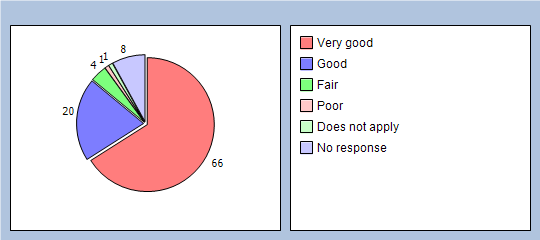 8
1
1
4
20
66
Very good
Good
Fair
Poor
Does not apply
No response